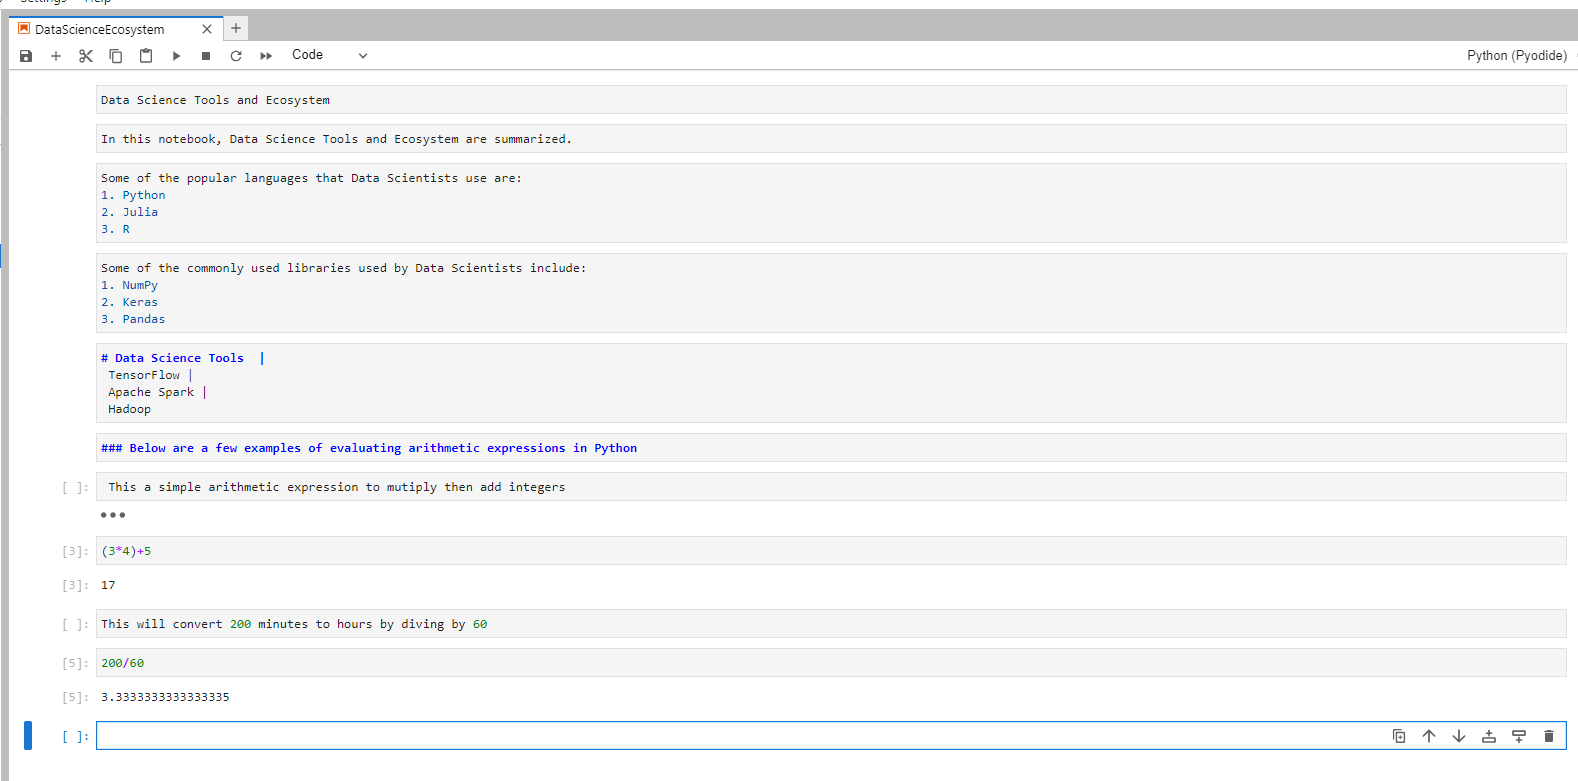 DataScienceEcosystem
Code
Python (Pyodide)
Data Science Tools and Ecosystem
In this notebook, Data Science Tools and Ecosystem are summarized.
Some of the popular languages that Data Scientists use are:
1. Python
2. Julia
3. R
Some of the commonly used libraries used by Data Scientists include:
1. NumPy
2. Keras
3. Pandas
# Data Science Tools  |
TensorFlow |
Apache Spark |
Hadoop
### Below are a few examples of evaluating arithmetic expressions in Python
[ ]: This a simple arithmetic expression to mutiply then add integers
[3]: (3*4)+5
[3]: 17
[ ]: This will convert 200 minutes to hours by diving by 60
[5]: 200/60
[5]: 3.3333333333333335
[ ]: